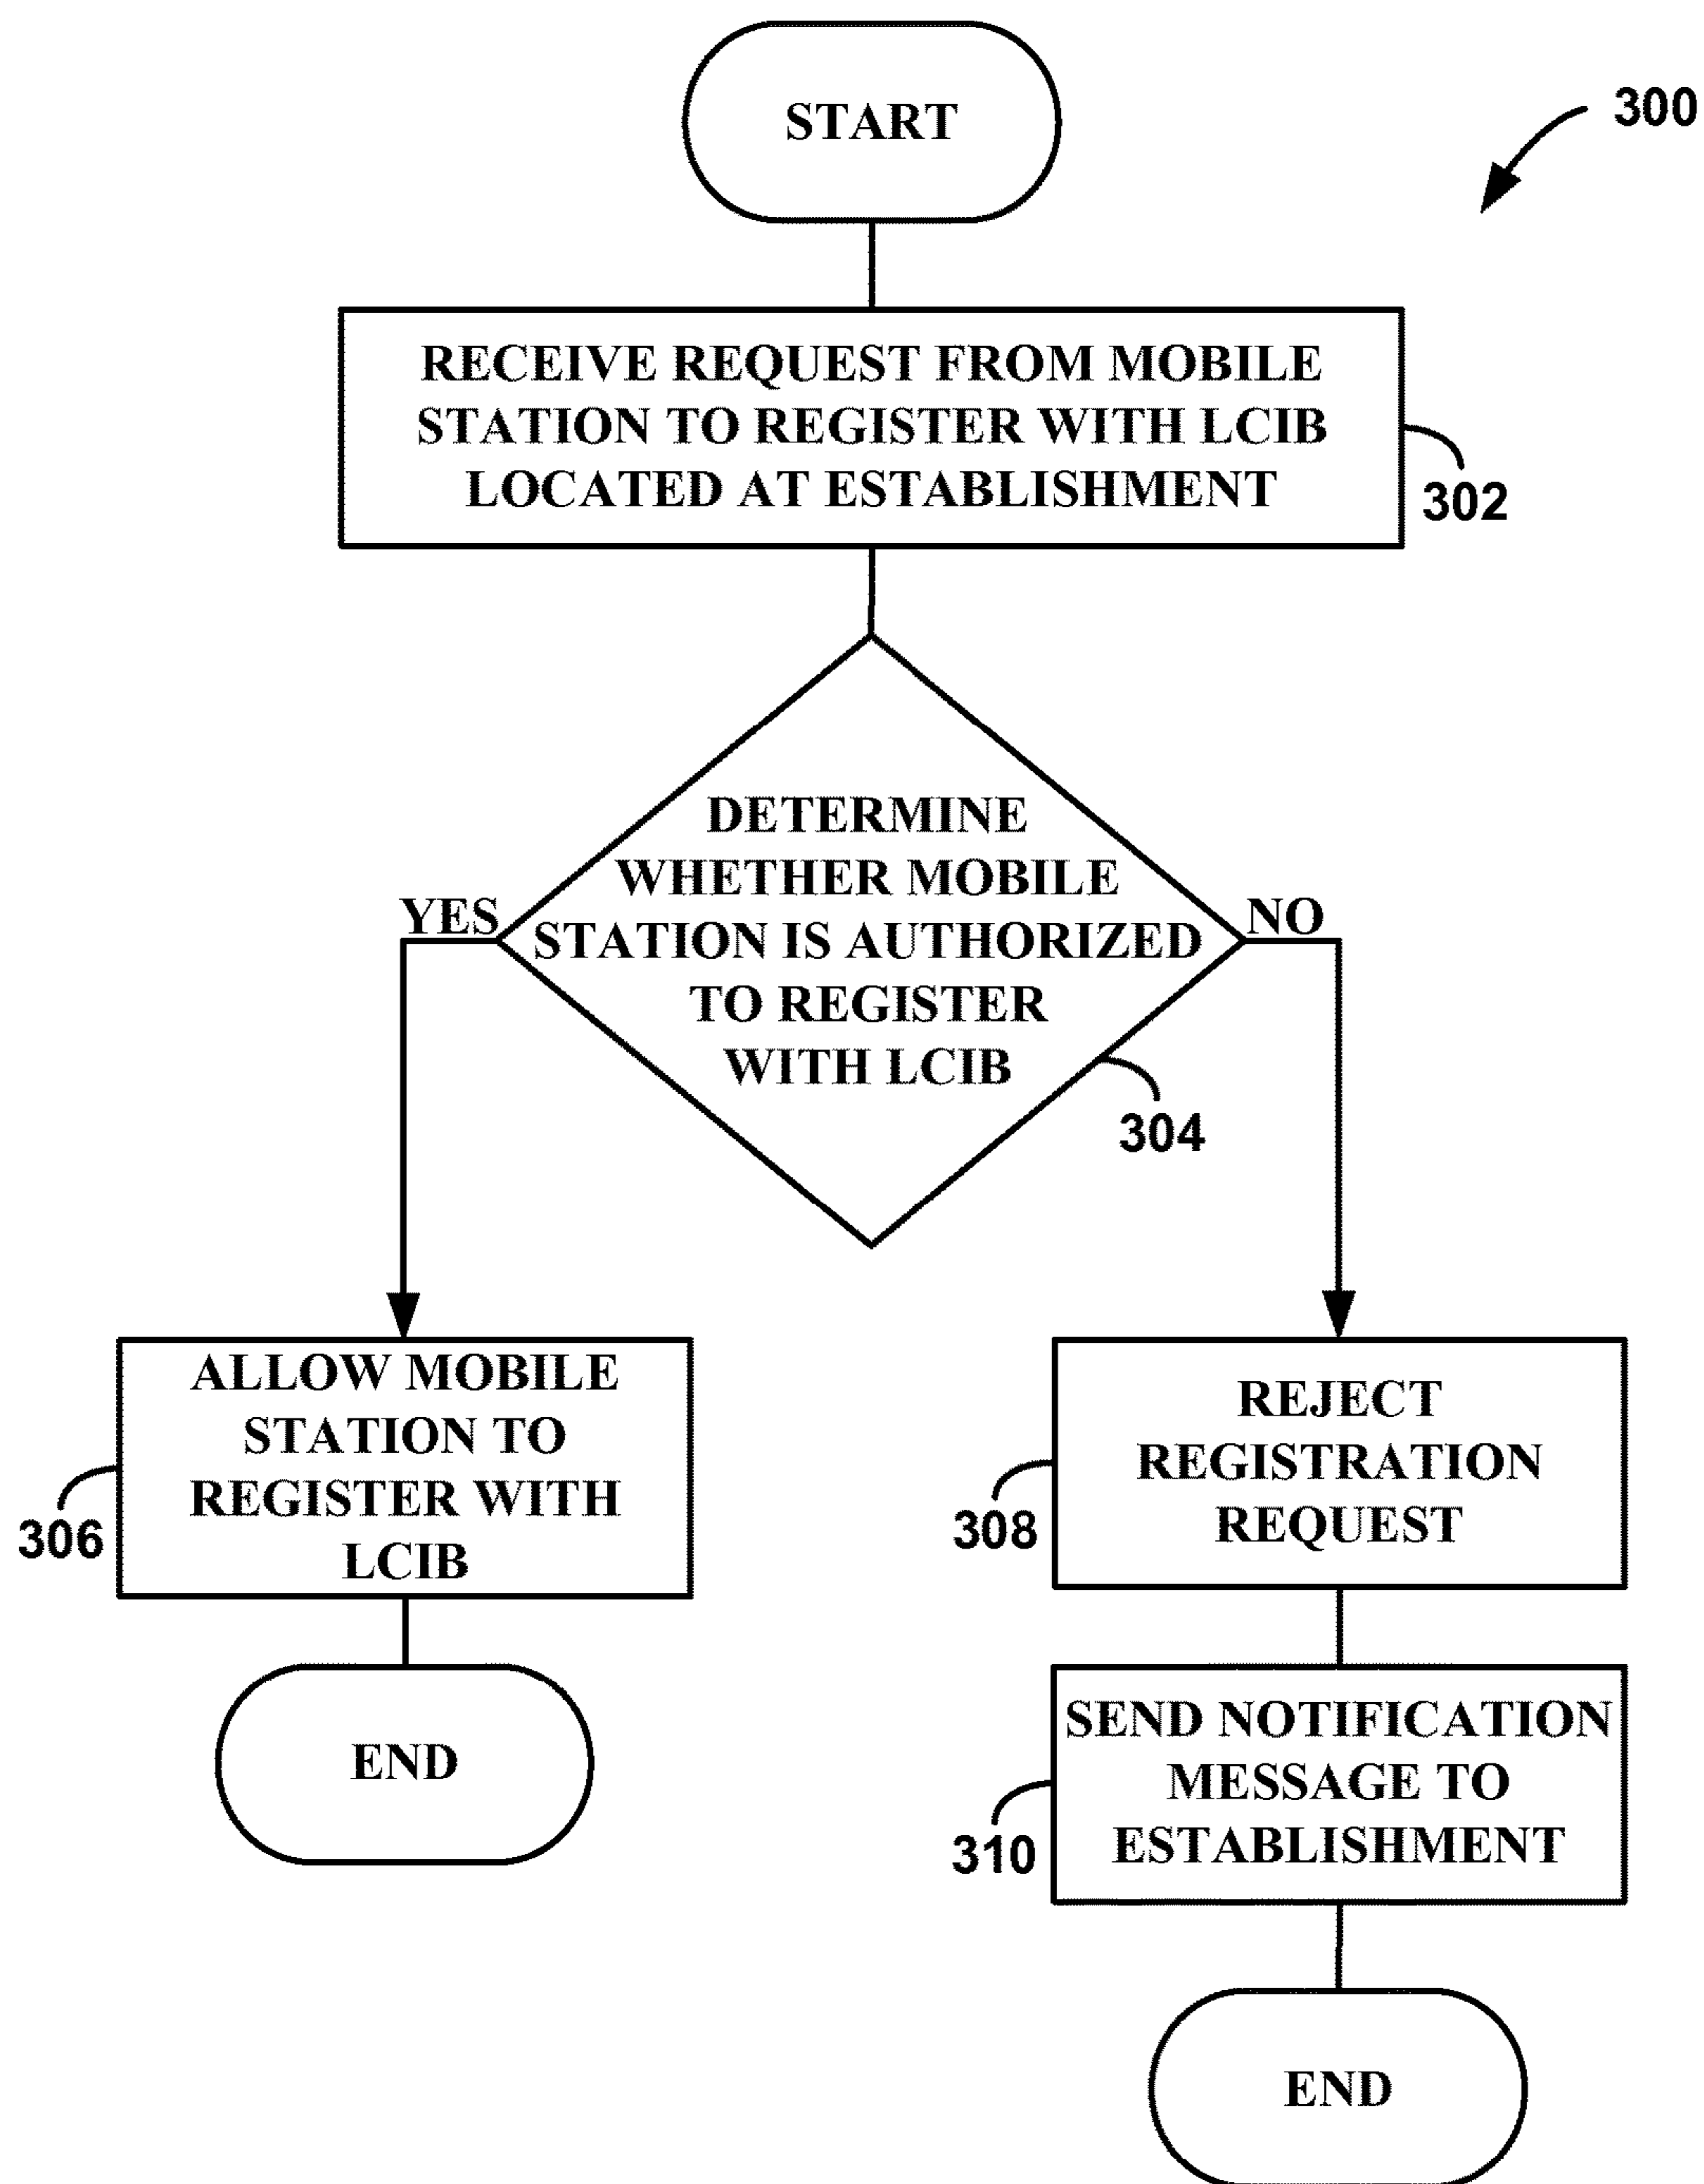 START
300
RECEIVE REQUEST FROM MOBILE
STATION TO REGISTER WITH LCIB
LOCATED AT ESTABLISHMENT
302
DETERMINE
WHETHER MOBILE
STATION IS AUTHORIZED
TO REGISTER
WITH LCIB
YES
NO
304
ALLOW MOBILE
STATION TO
REGISTER WITH
LCIB
306
REJECT
REGISTRATION
REQUEST
308
END
SEND NOTIFICATION
MESSAGE TO
ESTABLISHMENT
310
END